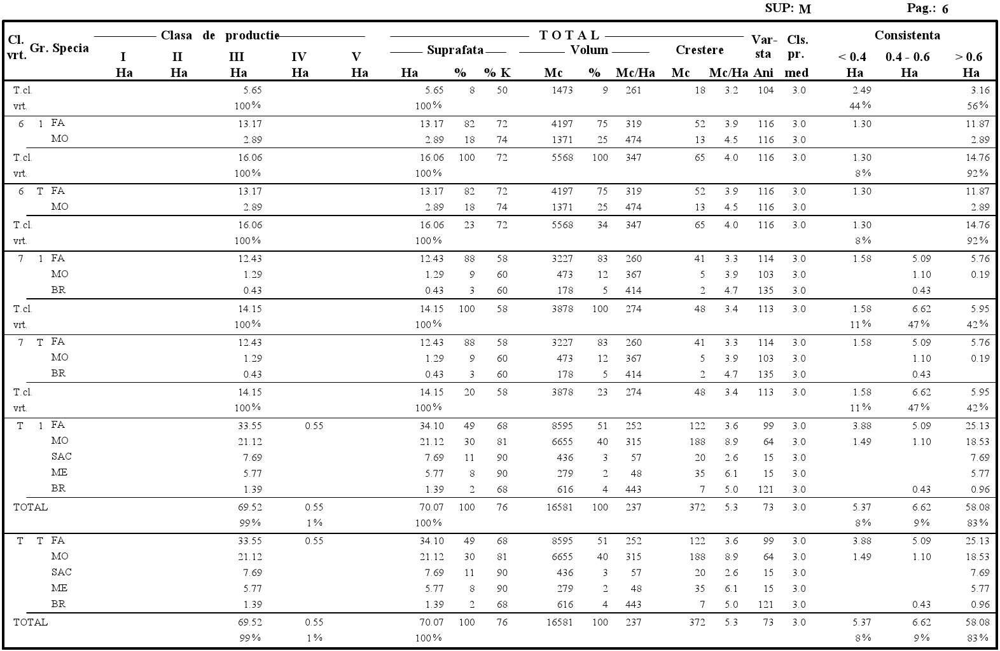 SUP: M Pag.: 6
Cl. vrt. Gr. Specia Clasa de productie T O T A L Var- sta Cls. pr. Consistenta
Suprafata Volum Crestere
I II III IV V < 0.4 0.4 - 0.6 > 0.6
Ha Ha Ha Ha Ha Ha % % K Mc % Mc/Ha Mc Mc/Ha Ani med Ha Ha Ha
T.cl. 5.65 5.65 8 50 1473 9 261 18 3.2 104 3.0 2.49 3.16
vrt. 100% 100% 44% 56%
6 1 FA 13.17 13.17 82 72 4197 75 319 52 3.9 116 3.0 1.30 11.87
MO 2.89 2.89 18 74 1371 25 474 13 4.5 116 3.0 2.89
T.cl. 16.06 16.06 100 72 5568 100 347 65 4.0 116 3.0 1.30 14.76
vrt. 100% 100% 8% 92%
6 T FA 13.17 13.17 82 72 4197 75 319 52 3.9 116 3.0 1.30 11.87
MO 2.89 2.89 18 74 1371 25 474 13 4.5 116 3.0 2.89
T.cl. 16.06 16.06 23 72 5568 34 347 65 4.0 116 3.0 1.30 14.76
vrt. 100% 100% 8% 92%
7 1 FA 12.43 12.43 88 58 3227 83 260 41 3.3 114 3.0 1.58 5.09 5.76
MO 1.29 1.29 9 60 473 12 367 5 3.9 103 3.0 1.10 0.19
BR 0.43 0.43 3 60 178 5 414 2 4.7 135 3.0 0.43
T.cl. 14.15 14.15 100 58 3878 100 274 48 3.4 113 3.0 1.58 6.62 5.95
vrt. 100% 100% 11% 47% 42%
7 T FA 12.43 12.43 88 58 3227 83 260 41 3.3 114 3.0 1.58 5.09 5.76
MO 1.29 1.29 9 60 473 12 367 5 3.9 103 3.0 1.10 0.19
BR 0.43 0.43 3 60 178 5 414 2 4.7 135 3.0 0.43
T.cl. 14.15 14.15 20 58 3878 23 274 48 3.4 113 3.0 1.58 6.62 5.95
vrt. 100% 100% 11% 47% 42%
T 1 FA 33.55 0.55 34.10 49 68 8595 51 252 122 3.6 99 3.0 3.88 5.09 25.13
MO 21.12 21.12 30 81 6655 40 315 188 8.9 64 3.0 1.49 1.10 18.53
SAC 7.69 7.69 11 90 436 3 57 20 2.6 15 3.0 7.69
ME 5.77 5.77 8 90 279 2 48 35 6.1 15 3.0 5.77
BR 1.39 1.39 2 68 616 4 443 7 5.0 121 3.0 0.43 0.96
TOTAL 69.52 0.55 70.07 100 76 16581 100 237 372 5.3 73 3.0 5.37 6.62 58.08
99% 1% 100% 8% 9% 83%
T T FA 33.55 0.55 34.10 49 68 8595 51 252 122 3.6 99 3.0 3.88 5.09 25.13
MO 21.12 21.12 30 81 6655 40 315 188 8.9 64 3.0 1.49 1.10 18.53
SAC 7.69 7.69 11 90 436 3 57 20 2.6 15 3.0 7.69
ME 5.77 5.77 8 90 279 2 48 35 6.1 15 3.0 5.77
BR 1.39 1.39 2 68 616 4 443 7 5.0 121 3.0 0.43 0.96
TOTAL 69.52 0.55 70.07 100 76 16581 100 237 372 5.3 73 3.0 5.37 6.62 58.08
99% 1% 100% 8% 9% 83%